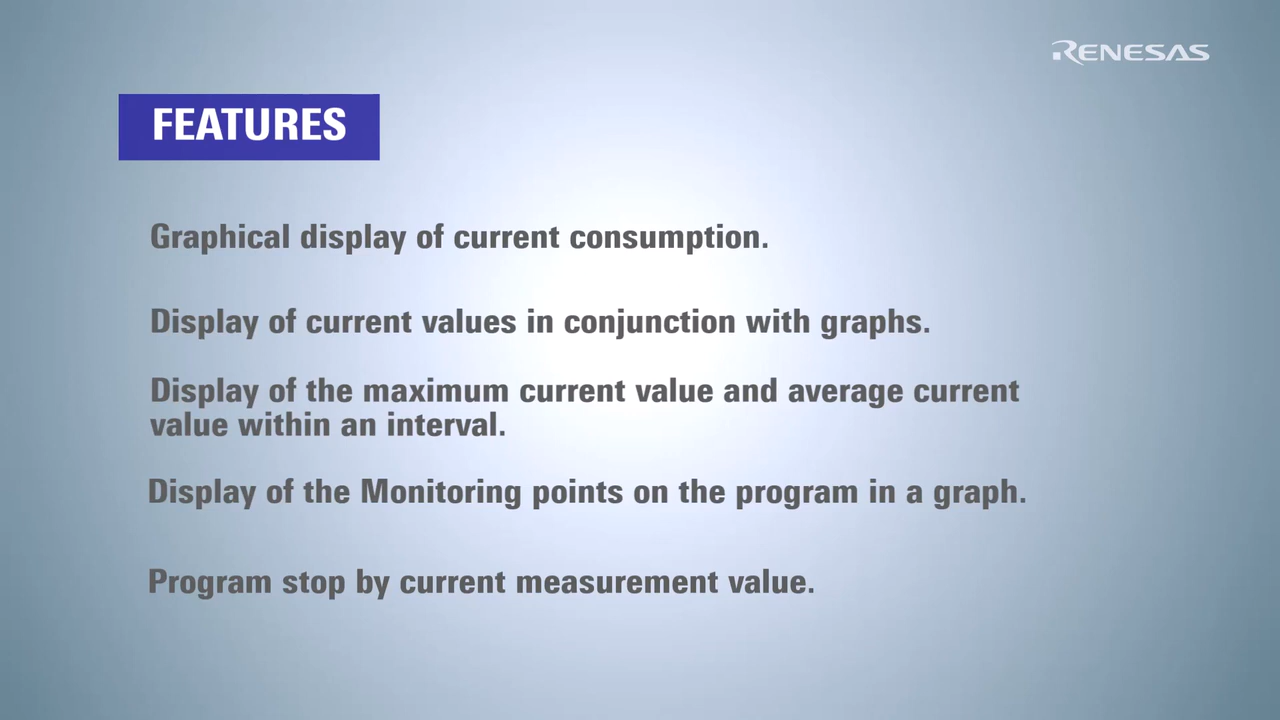 RENESAS
FEATURES
Graphical display of current consumption.
Display of current values in conjunction with graphs.
Display of the maximum current value and average current
value within an interval.
Display of the Monitoring points on the program in a graph.
Program stop by current measurement value.